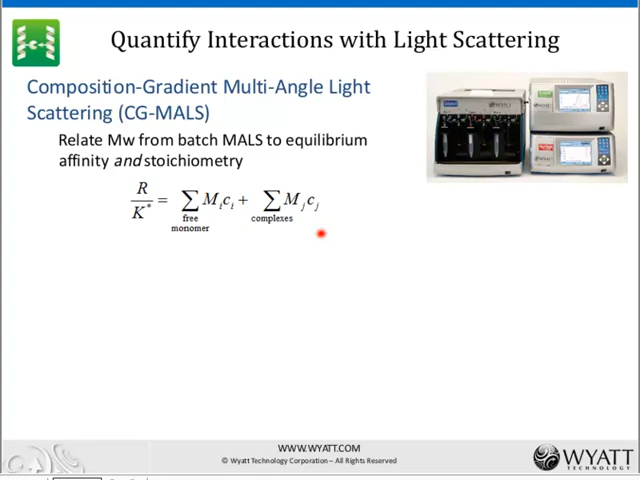 Quantify Interactions with Light Scattering
Composition-Gradient Multi-Angle Light
Scattering (CG-MALS)
Relate Mw from batch MALS to equilibrium
affinity and stoichiometry
R/K* = ∑ M_i c_i + ∑ M_j c_j
free monomer
complexes
WWW.WYATT.COM
© Wyatt Technology Corporation – All Rights Reserved
WYATT
TECHNOLOGY